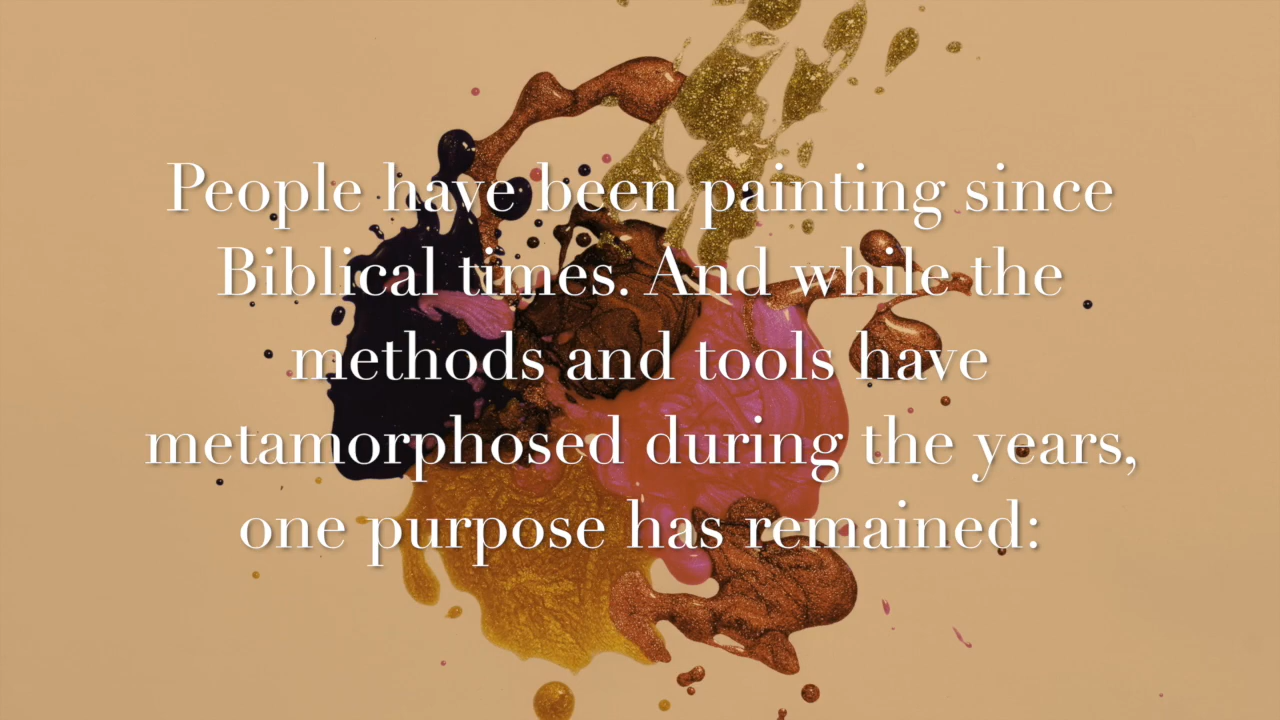 People have been painting since
Biblical times. And while the
methods and tools have
metamorphosed during the years,
one purpose has remained: